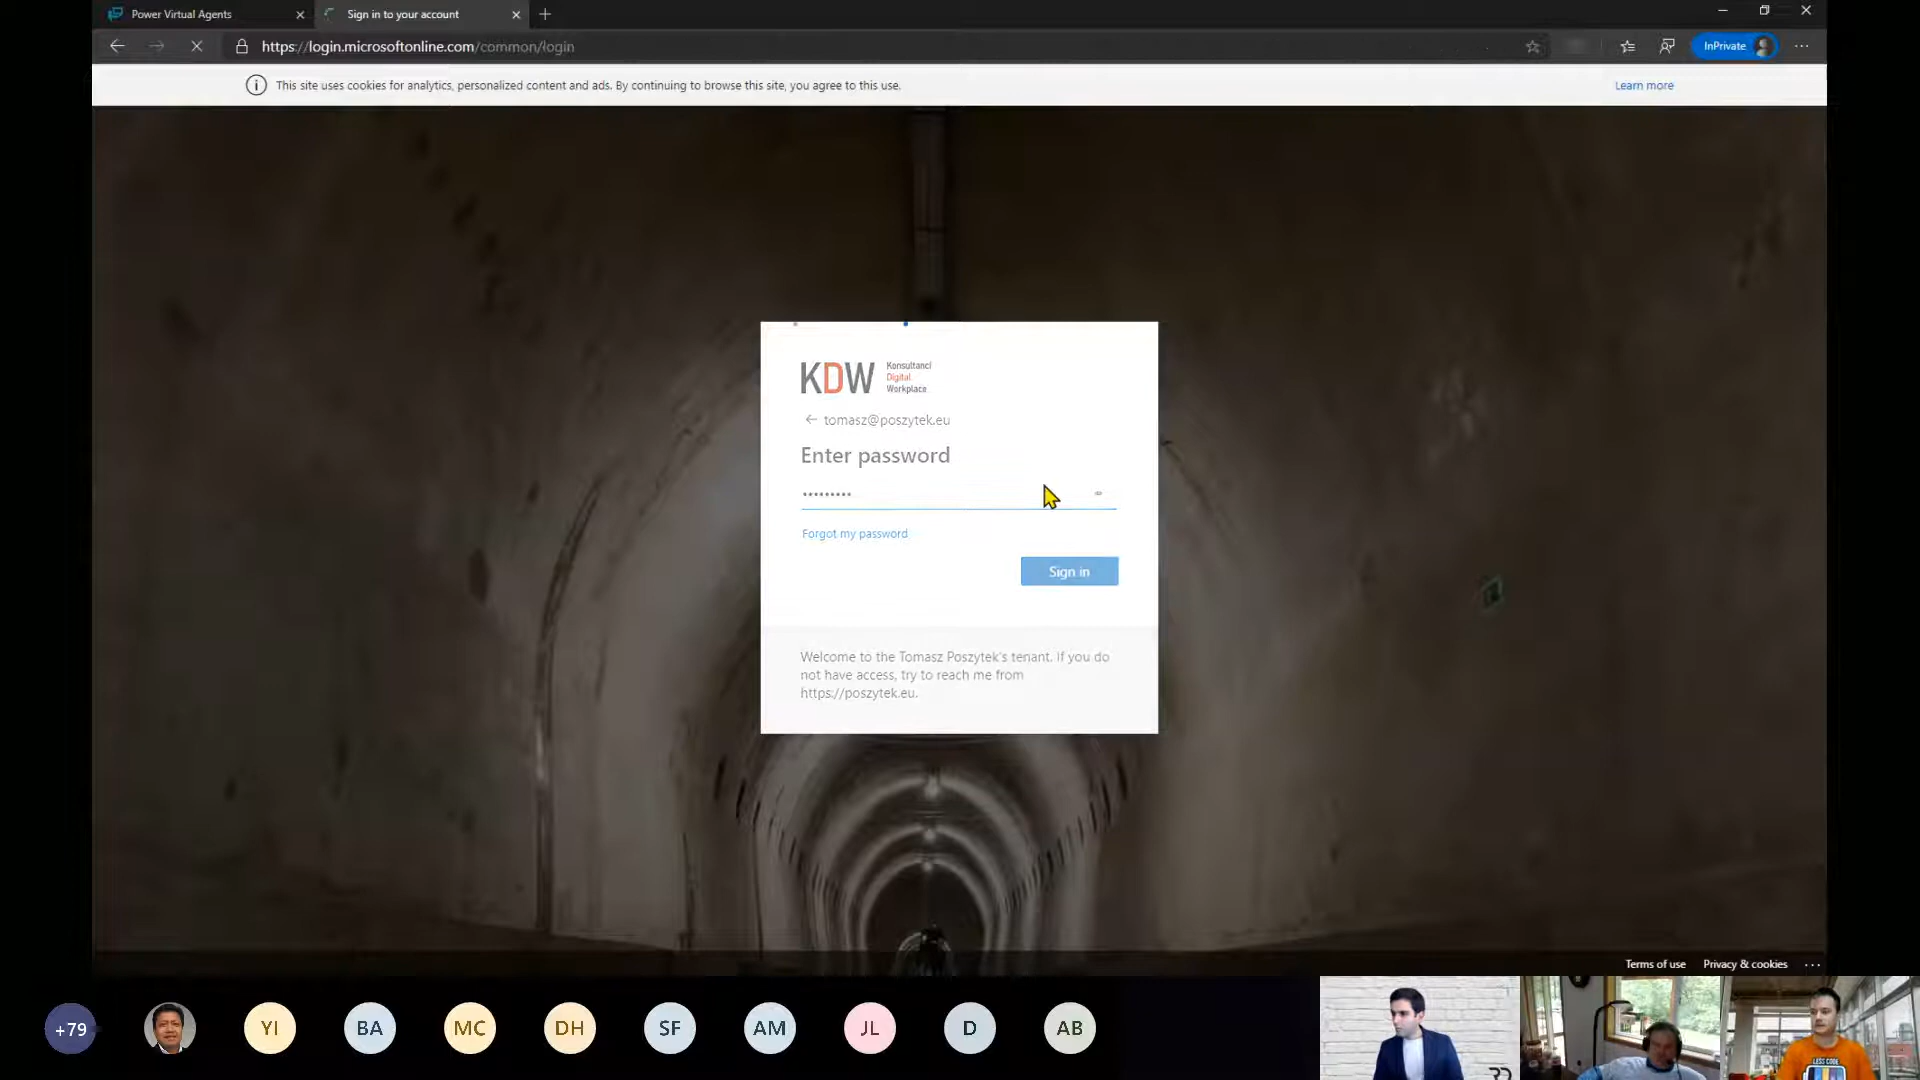 Power Virtual Agents
Sign in to your account
https://login.microsoftonline.com/common/login
InPrivate
This site uses cookies for analytics, personalized content and ads. By continuing to browse this site, you agree to this use.
Learn more
KDW
Konsultanci
Digital
Workplace
tomasz@poszytek.eu
Enter password
•••••••••
Forgot my password
Sign in
Welcome to the Tomasz Poszytek's tenant. If you do
not have access, try to reach me from
https://poszytek.eu.
Terms of use
Privacy & cookies
+79
YI
BA
MC
DH
SF
AM
JL
D
AB
LESS CODE